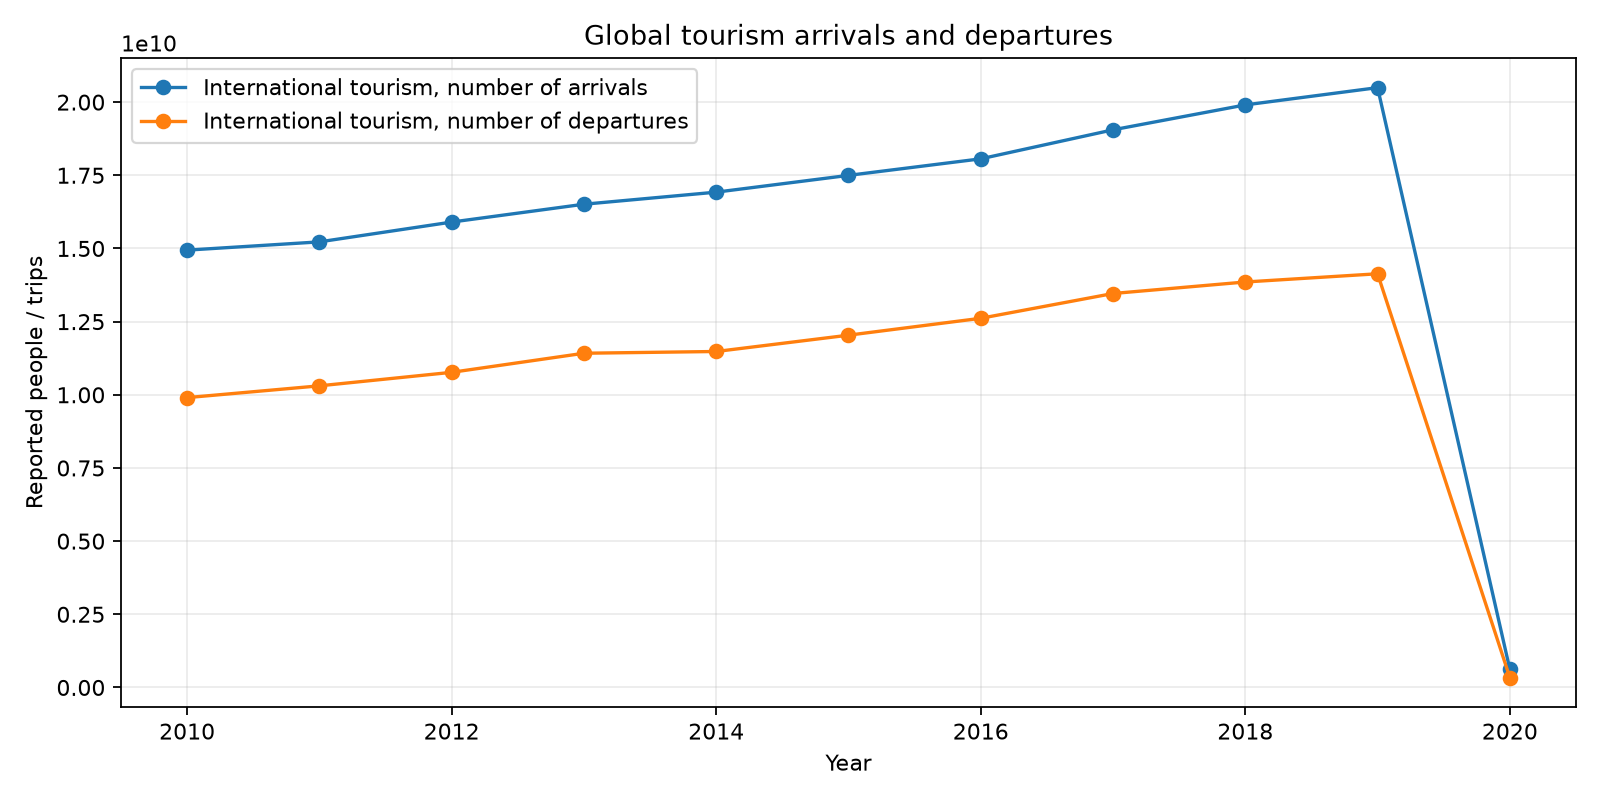 Global tourism arrivals and departures
1e10
International tourism, number of arrivals
International tourism, number of departures
2.00
1.75
1.50
1.25
1.00
0.75
0.50
0.25
0.00
Reported people / trips
2010
2012
2014
2016
2018
2020
Year